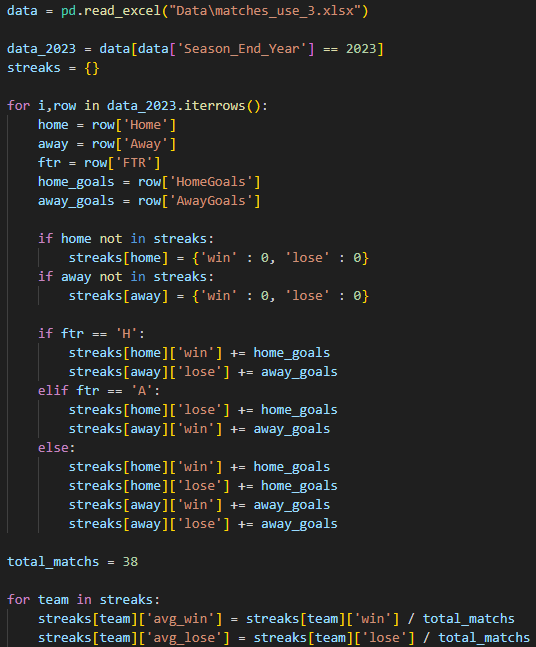 data = pd.read_excel("Data\matches_use_3.xlsx")

data_2023 = data[data['Season_End_Year'] == 2023]
streaks = {}

for i,row in data_2023.iterrows():
    home = row['Home']
    away = row['Away']
    ftr = row['FTR']
    home_goals = row['HomeGoals']
    away_goals = row['AwayGoals']

    if home not in streaks:
        streaks[home] = {'win' : 0, 'lose' : 0}
    if away not in streaks:
        streaks[away] = {'win' : 0, 'lose' : 0}

    if ftr == 'H':
        streaks[home]['win'] += home_goals
        streaks[away]['lose'] += away_goals
    elif ftr == 'A':
        streaks[home]['lose'] += home_goals
        streaks[away]['win'] += away_goals
    else:
        streaks[home]['win'] += home_goals
        streaks[home]['lose'] += home_goals
        streaks[away]['win'] += away_goals
        streaks[away]['lose'] += away_goals

total_matchs = 38

for team in streaks:
    streaks[team]['avg_win'] = streaks[team]['win'] / total_matchs
    streaks[team]['avg_lose'] = streaks[team]['lose'] / total_matchs